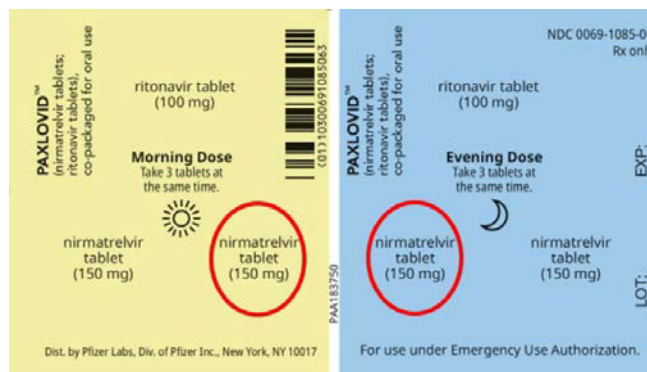 PAXLOVID™
(nirmatrelvir tablets;
ritonavir tablets),
co-packaged for oral use
ritonavir tablet
(100 mg)
(01)10300691085063
Morning Dose
Take 3 tablets at
the same time.
nirmatrelvir
tablet
(150 mg)
nirmatrelvir
tablet
(150 mg)
Dist. by Pfizer Labs, Div. of Pfizer Inc., New York, NY 10017
PAA183750
PAXLOVID™
(nirmatrelvir tablets;
ritonavir tablets),
co-packaged for oral use
NDC 0069-1085-0
Rx onl
ritonavir tablet
(100 mg)
Evening Dose
Take 3 tablets at
the same time.
nirmatrelvir
tablet
(150 mg)
nirmatrelvir
tablet
(150 mg)
EXP:
LOT:
For use under Emergency Use Authorization.